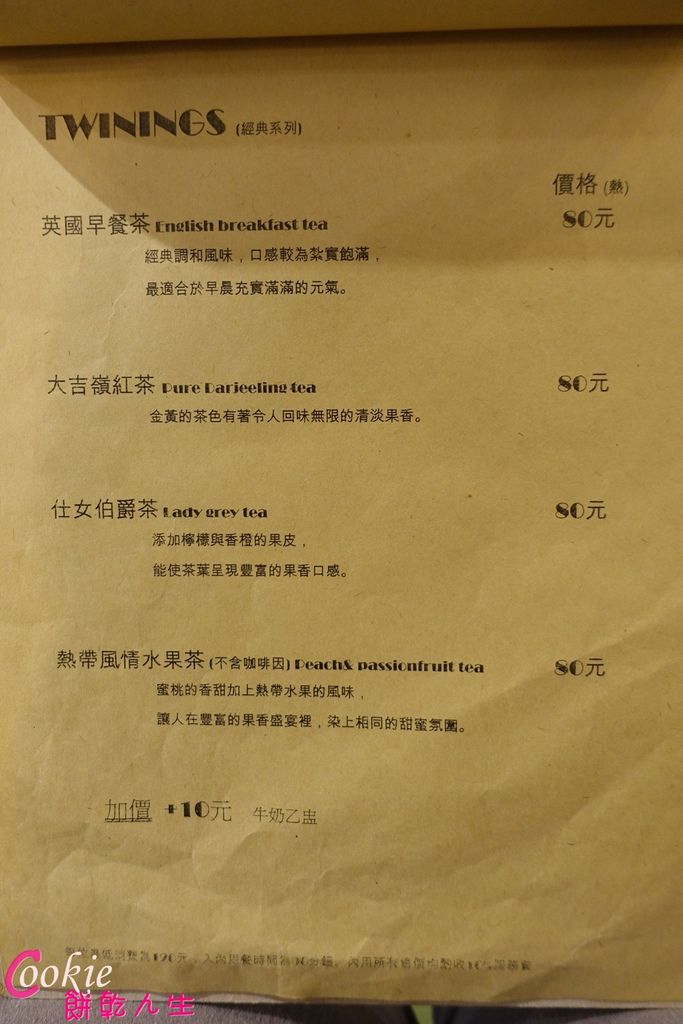 TWININGS (經典系列)
價格 (熱)
英國早餐茶 English breakfast tea 80元
經典調和風味，口感較為紮實飽滿，
最適合於早晨充實滿滿的元氣。
大吉嶺紅茶 Pure Darjeeling tea 80元
金黃的茶色有著令人回味無限的清淡果香。
仕女伯爵茶 Lady grey tea 80元
添加檸檬與香橙的果皮，
能使茶葉呈現豐富的果香口感。
熱帶風情水果茶 (不含咖啡因) Peach& passionfruit tea 80元
蜜桃的香甜加上熱帶水果的風味，
讓人在豐富的果香盛宴裡，染上相同的甜蜜氛圍。
加價 +10元 牛奶乙盅
低消費為120元
Cookie
餅乾人生